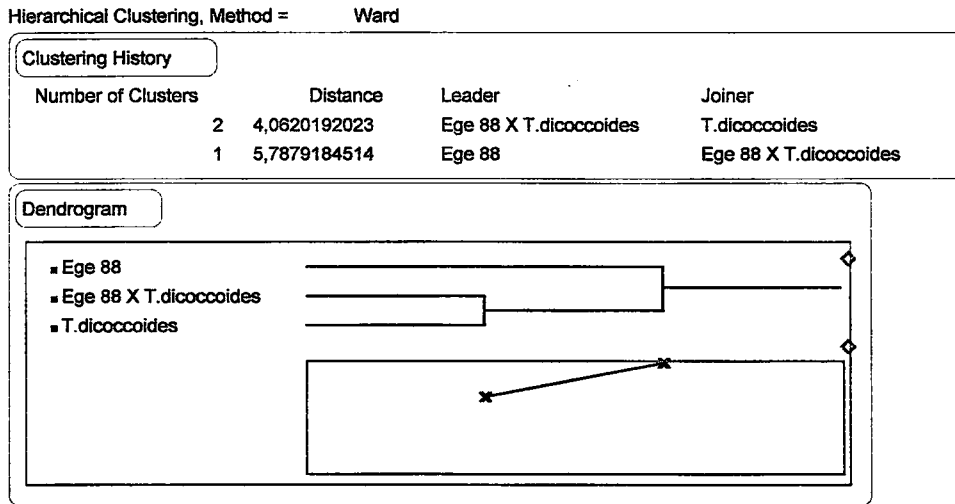 Hierarchical Clustering, Method = Ward
Clustering History
Number of Clusters Distance Leader Joiner
2 4,0620192023 Ege 88 X T.dicoccoides T.dicoccoides
1 5,7879184514 Ege 88 Ege 88 X T.dicoccoides
Dendrogram
Ege 88
Ege 88 X T.dicoccoides
T.dicoccoides